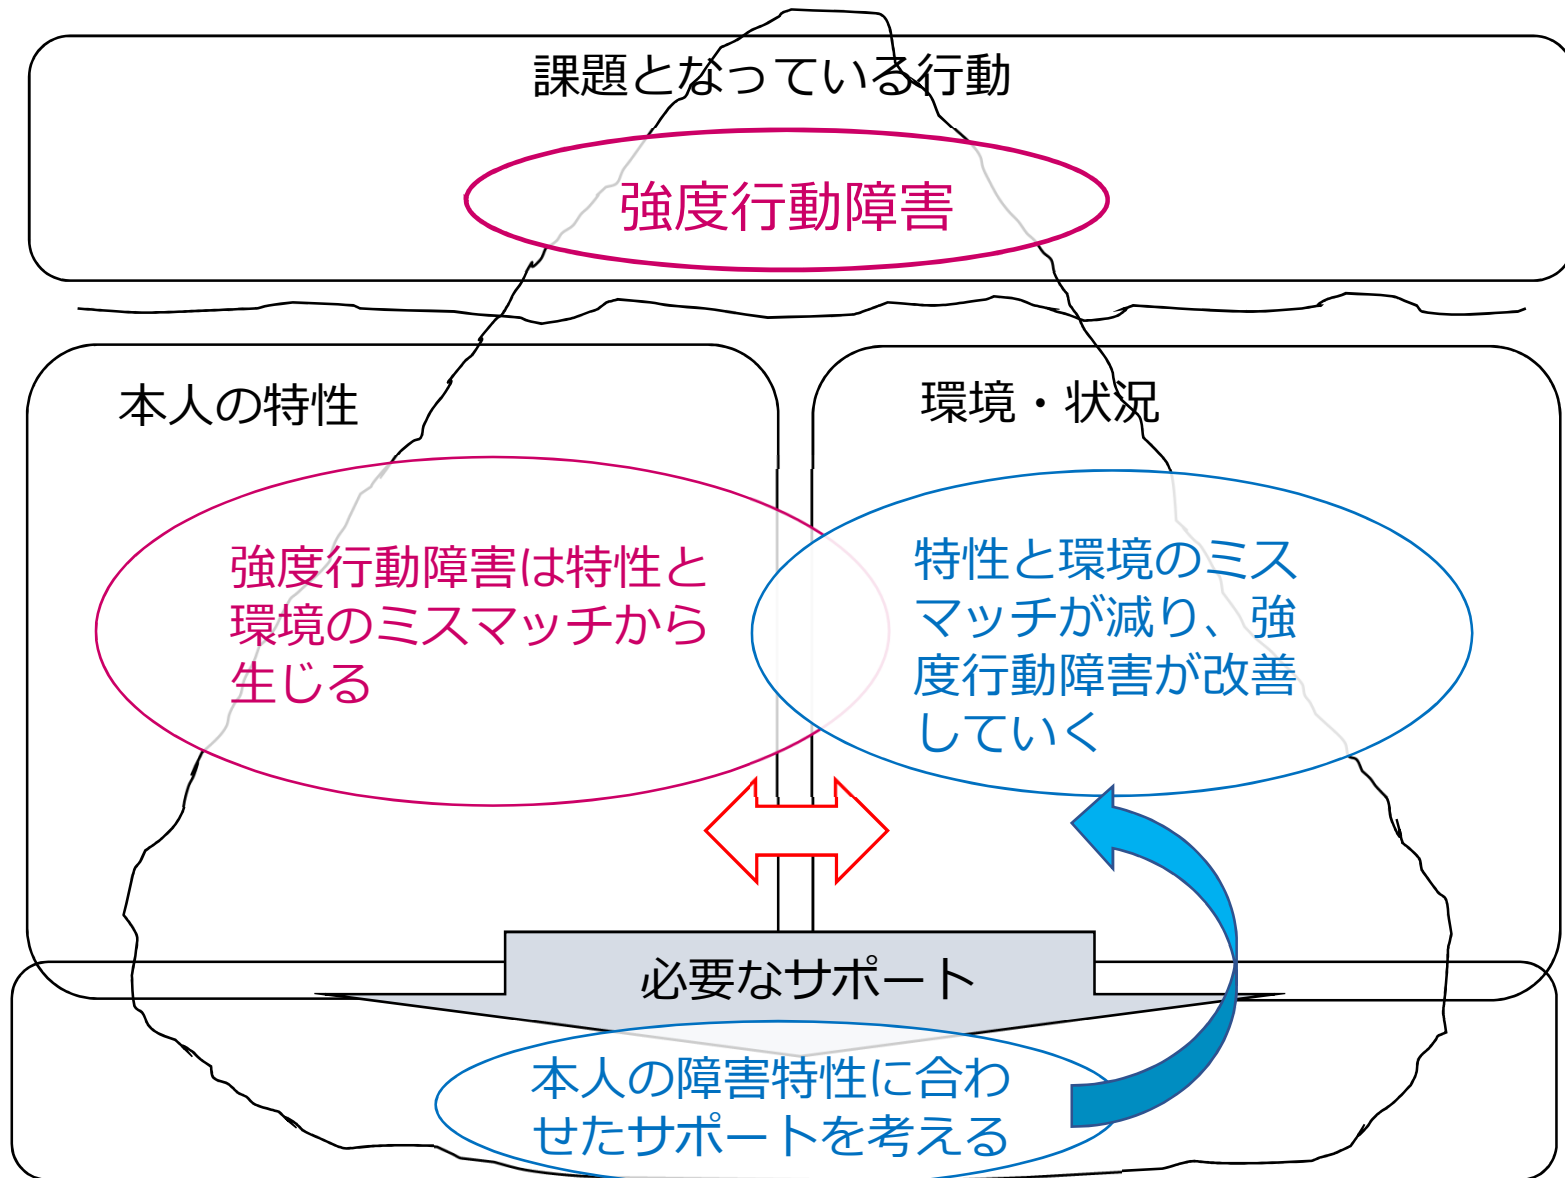 課題となっている行動
強度行動障害
本人の特性
環境・状況
強度行動障害は特性と
環境のミスマッチから
生じる
特性と環境のミス
マッチが減り、強
度行動障害が改善
していく
必要なサポート
本人の障害特性に合わ
せたサポートを考える